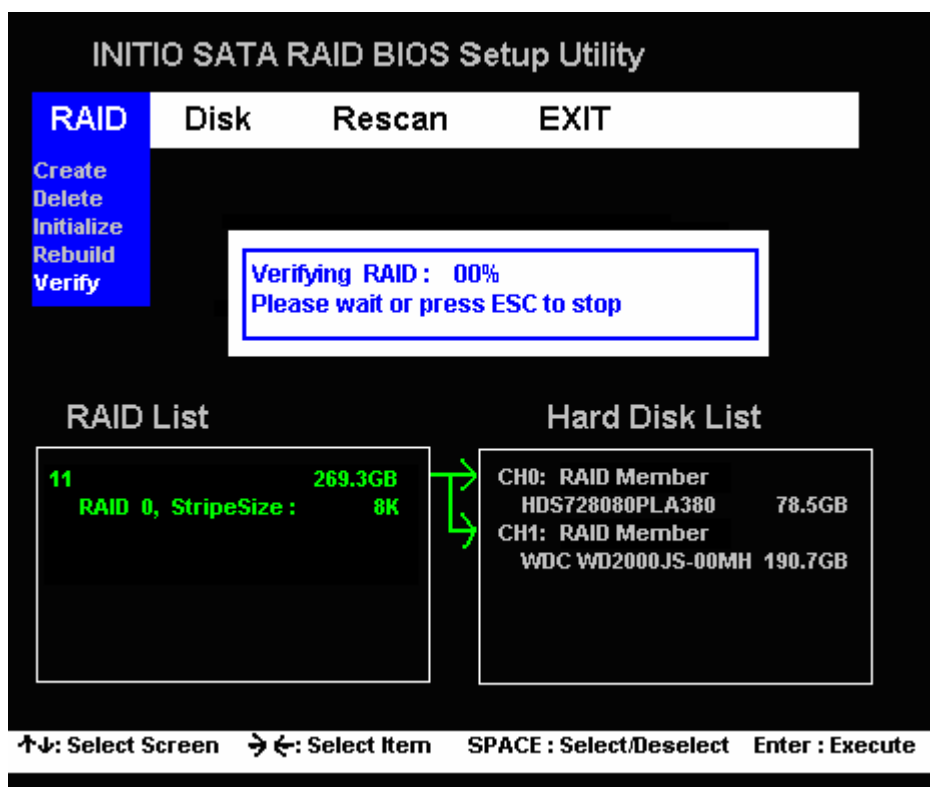 INITIO SATA RAID BIOS Setup Utility
RAID Disk Rescan EXIT
Create
Delete
Initialize
Rebuild
Verify
Verifying RAID : 00%
Please wait or press ESC to stop
RAID List
11 269.3GB
RAID 0, StripeSize : 8K
Hard Disk List
CH0: RAID Member
HDS728080PLA380 78.5GB
CH1: RAID Member
WDC WD2000JS-00MH 190.7GB
↑↓: Select Screen →←: Select Item SPACE : Select/Deselect Enter : Execute